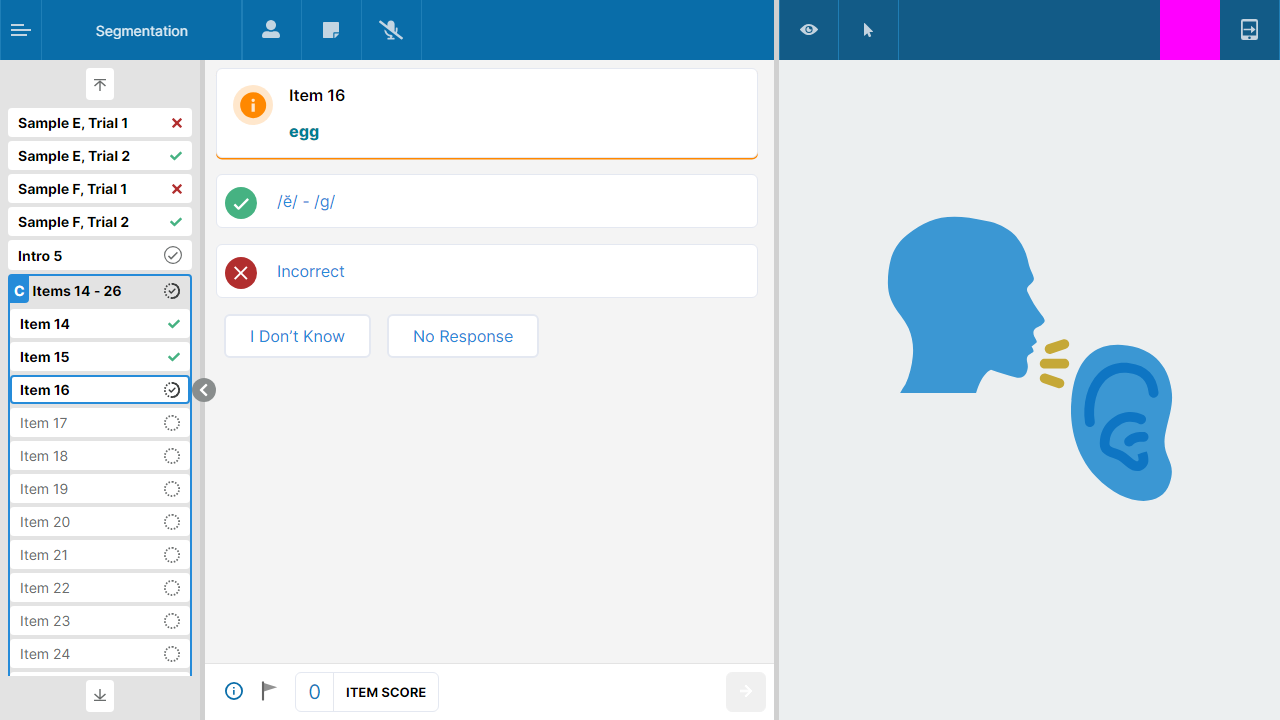 Segmentation
Sample E, Trial 1
Sample E, Trial 2
Sample F, Trial 1
Sample F, Trial 2
Intro 5
C Items 14 - 26
Item 14
Item 15
Item 16
Item 17
Item 18
Item 19
Item 20
Item 21
Item 22
Item 23
Item 24
Item 16
egg
/ĕ/ - /g/
Incorrect
I Don’t Know
No Response
0 ITEM SCORE